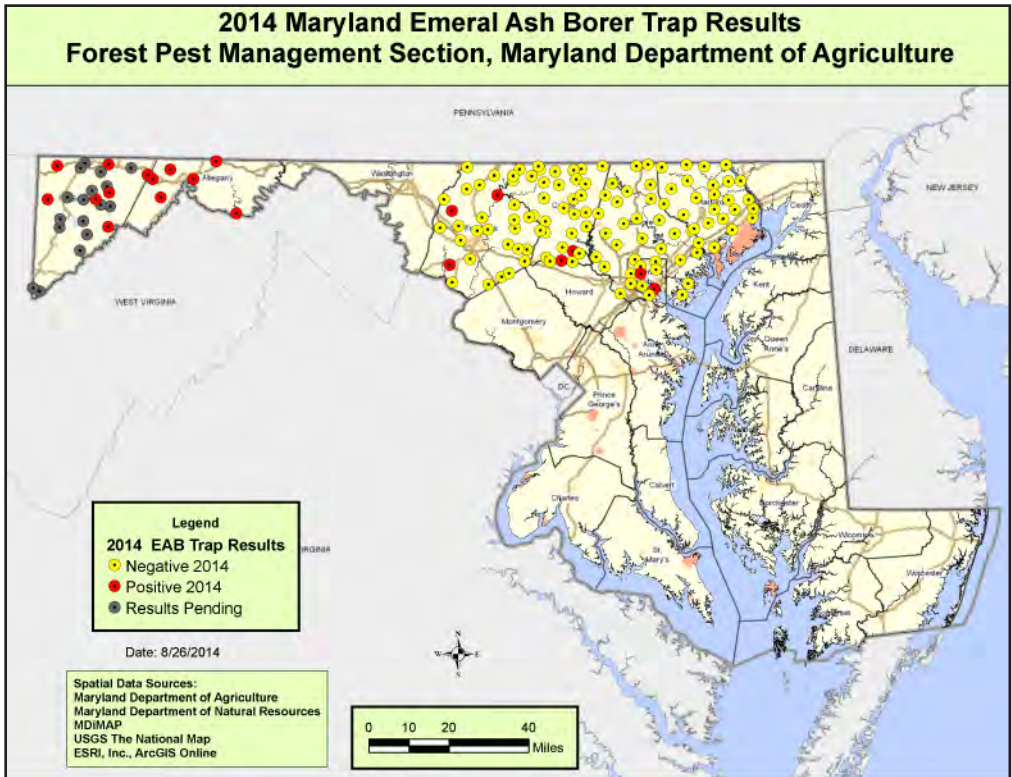 2014 Maryland Emeral Ash Borer Trap Results
Forest Pest Management Section, Maryland Department of Agriculture
PENNSYLVANIA
NEW JERSEY
Washington
Allegany
Cecil
Kent
Howard
WEST VIRGINIA
Montgomery
Queen
Anne's
Anne
Arundel
DELAWARE
DC
Prince
George's
Caroline
Calvert
Charles
Dorchester
Wicomico
St.
Mary's
Worcester
Somerset
IRGINIA
Legend
2014 EAB Trap Results
Negative 2014
Positive 2014
Results Pending
Date: 8/26/2014
N
W E
S
Spatial Data Sources:
Maryland Department of Agriculture
Maryland Department of Natural Resources
MDiMAP
USGS The National Map
ESRI, Inc., ArcGIS Online
0 10 20 40
Miles